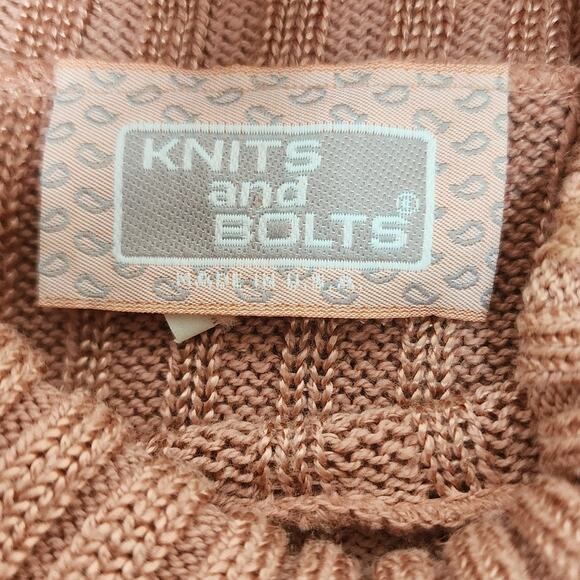 KNITS
and
BOLTS®
MADE IN U.S.A.